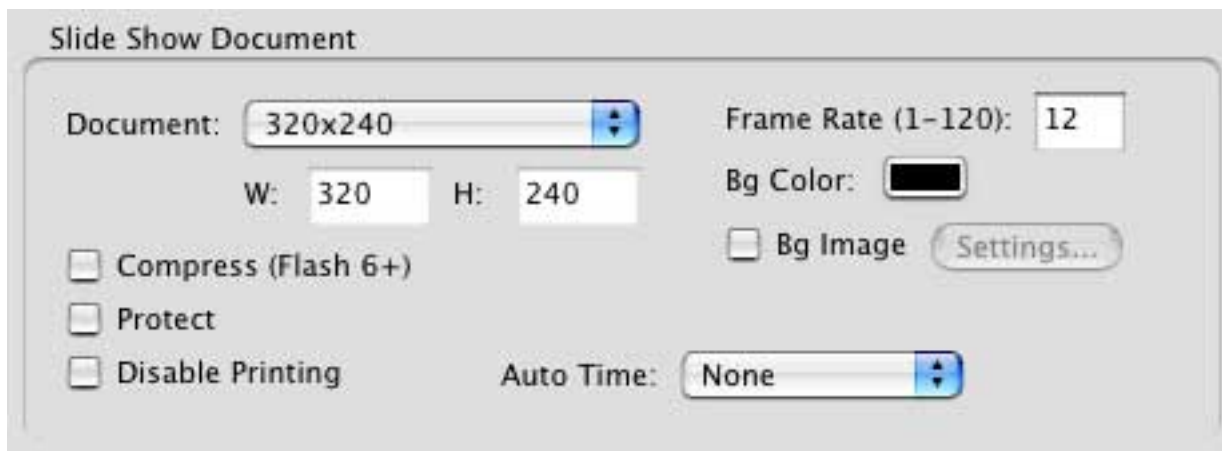 Slide Show Document
Document: 320x240
Frame Rate (1-120): 12
W: 320 H: 240
Bg Color:
Bg Image Settings...
Compress (Flash 6+)
Protect
Disable Printing
Auto Time: None